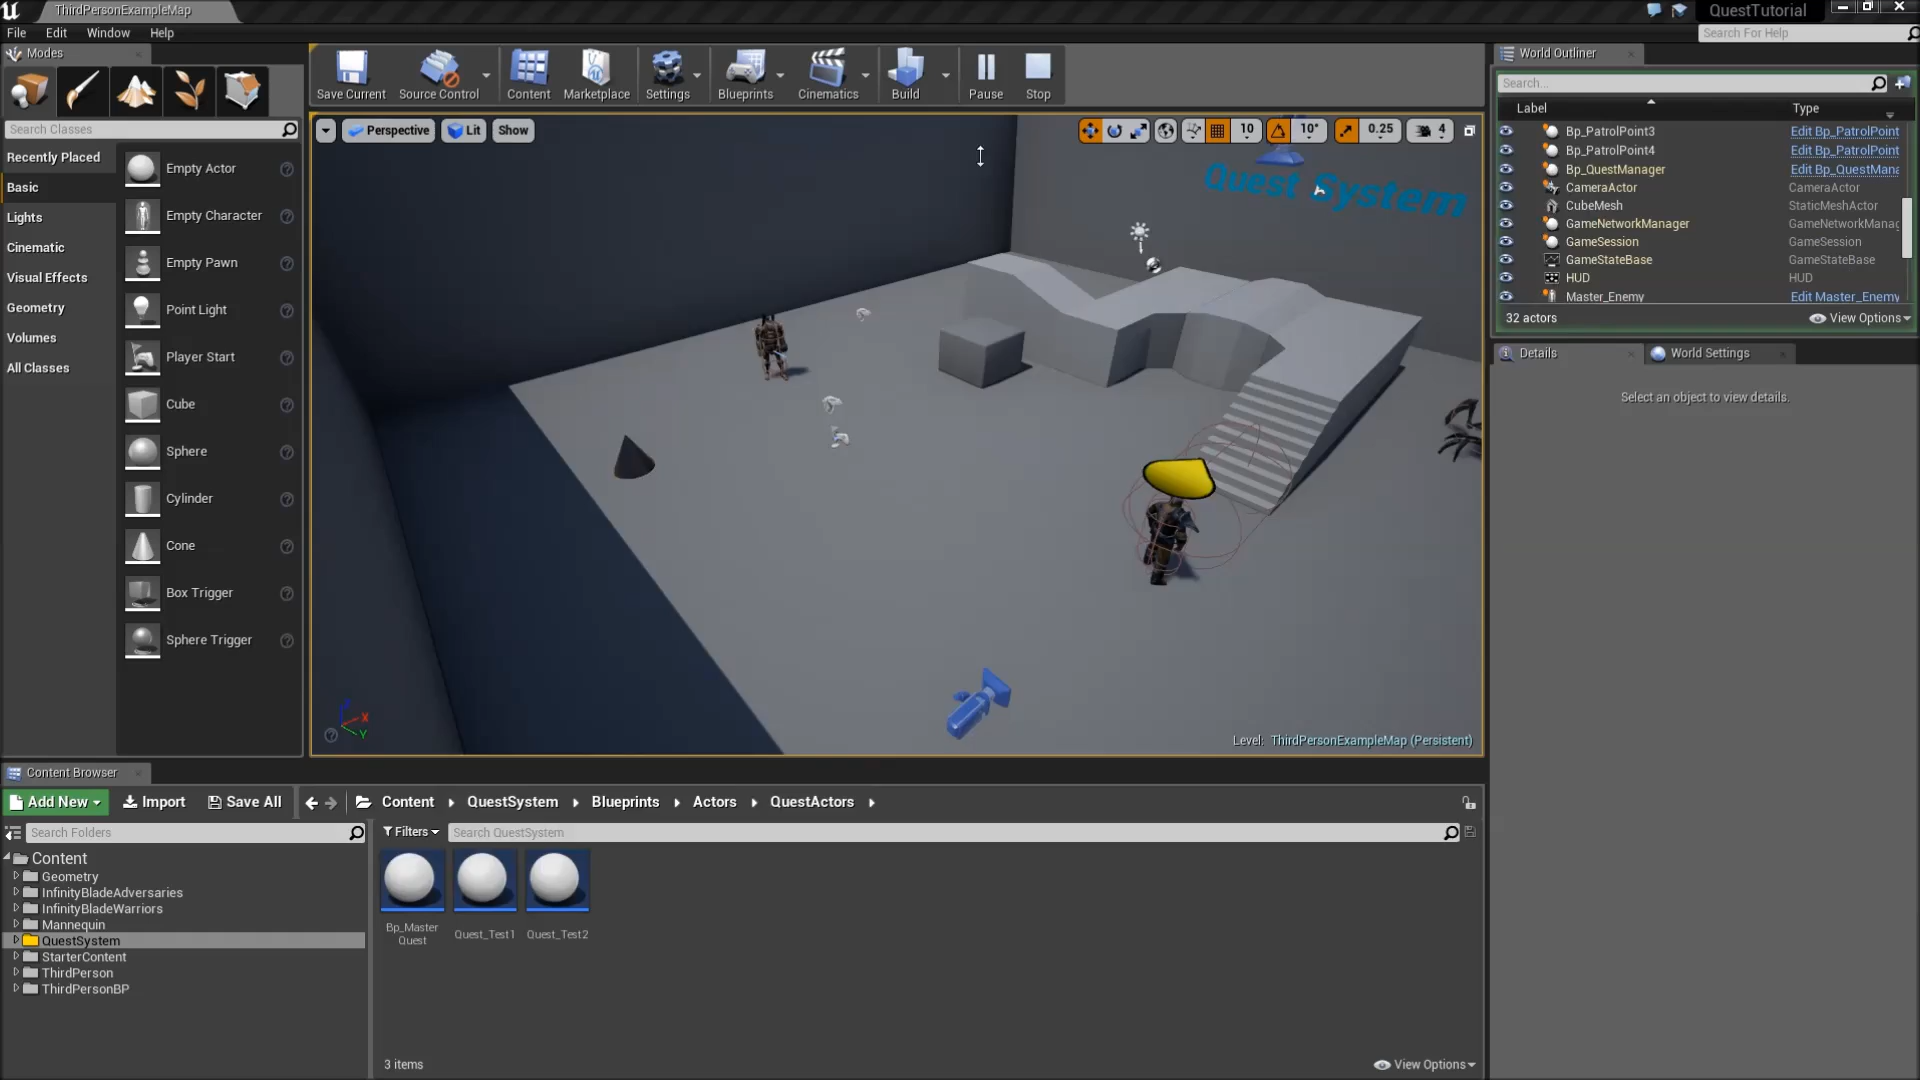 ThirdPersonExampleMap
QuestTutorial
File Edit Window Help
Search For Help
Modes
Search Classes
Recently Placed
Basic
Lights
Cinematic
Visual Effects
Geometry
Volumes
All Classes
Empty Actor
Empty Character
Empty Pawn
Point Light
Player Start
Cube
Sphere
Cylinder
Cone
Box Trigger
Sphere Trigger
Save Current
Source Control
Content
Marketplace
Settings
Blueprints
Cinematics
Build
Pause
Stop
Perspective
Lit
Show
10
10°
0.25
4
Quest System
X
Y
Level: ThirdPersonExampleMap (Persistent)
World Outliner
Search...
Label Type
Bp_PatrolPoint3 Edit Bp_PatrolPoint
Bp_PatrolPoint4 Edit Bp_PatrolPoint
Bp_QuestManager Edit Bp_QuestMana
CameraActor CameraActor
CubeMesh StaticMeshActor
GameNetworkManager GameNetworkManag
GameSession GameSession
GameStateBase GameStateBase
HUD HUD
Master_Enemy Edit Master_Enemy
32 actors
View Options
Details
World Settings
Select an object to view details.
Content Browser
Add New
Import
Save All
Content
QuestSystem
Blueprints
Actors
QuestActors
Search Folders
Filters
Search QuestSystem
Content
Geometry
InfinityBladeAdversaries
InfinityBladeWarriors
Mannequin
QuestSystem
StarterContent
ThirdPerson
ThirdPersonBP
Bp_Master
Quest
Quest_Test1
Quest_Test2
3 items
View Options